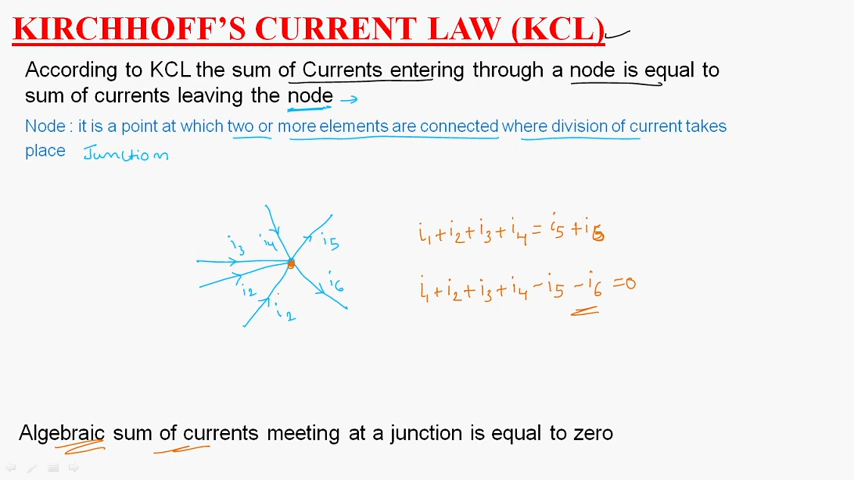 KIRCHHOFF'S CURRENT LAW (KCL)
According to KCL the sum of Currents entering through a node is equal to
sum of currents leaving the node
Node : it is a point at which two or more elements are connected where division of current takes
place Junction
i3 i4 i5
i1+i2+i3+i4=i5+i6
i2 i6
i1+i2+i3+i4-i5-i6=0
i2
Algebraic sum of currents meeting at a junction is equal to zero